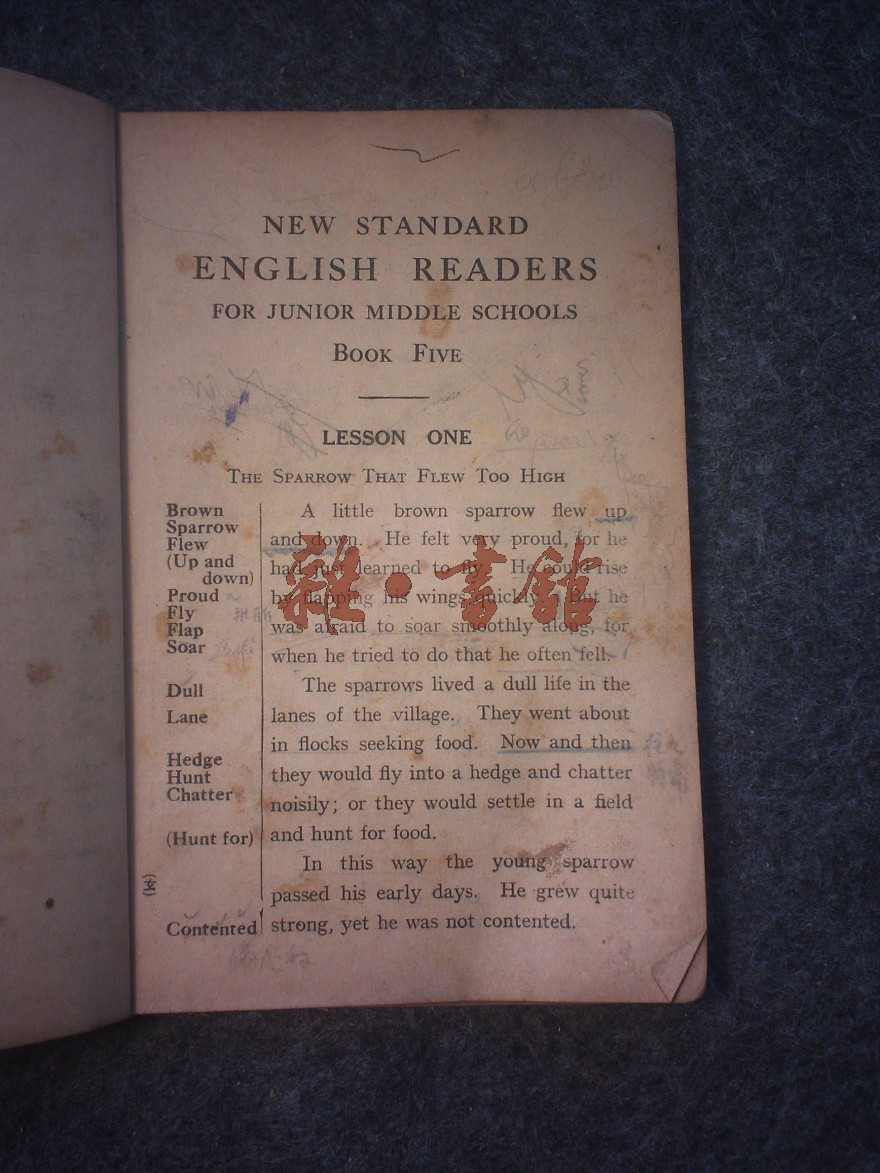 NEW STANDARD
ENGLISH READERS
FOR JUNIOR MIDDLE SCHOOLS
BOOK FIVE
LESSON ONE
THE SPARROW THAT FLEW TOO HIGH
Brown
Sparrow
Flew
(Up and
down)
Proud
Fly
Flap
Soar
Dull
Lane
Hedge
Hunt
Chatter
(Hunt for)
Contented
A little brown sparrow flew up
and down. He felt very proud, for he
had just learned to fly. He could rise
by flapping his wings quickly. But he
was afraid to soar smoothly along, for
when he tried to do that he often fell.
The sparrows lived a dull life in the
lanes of the village. They went about
in flocks seeking food. Now and then
they would fly into a hedge and chatter
noisily; or they would settle in a field
and hunt for food.
In this way the young sparrow
passed his early days. He grew quite
strong, yet he was not contented.
雜·書館